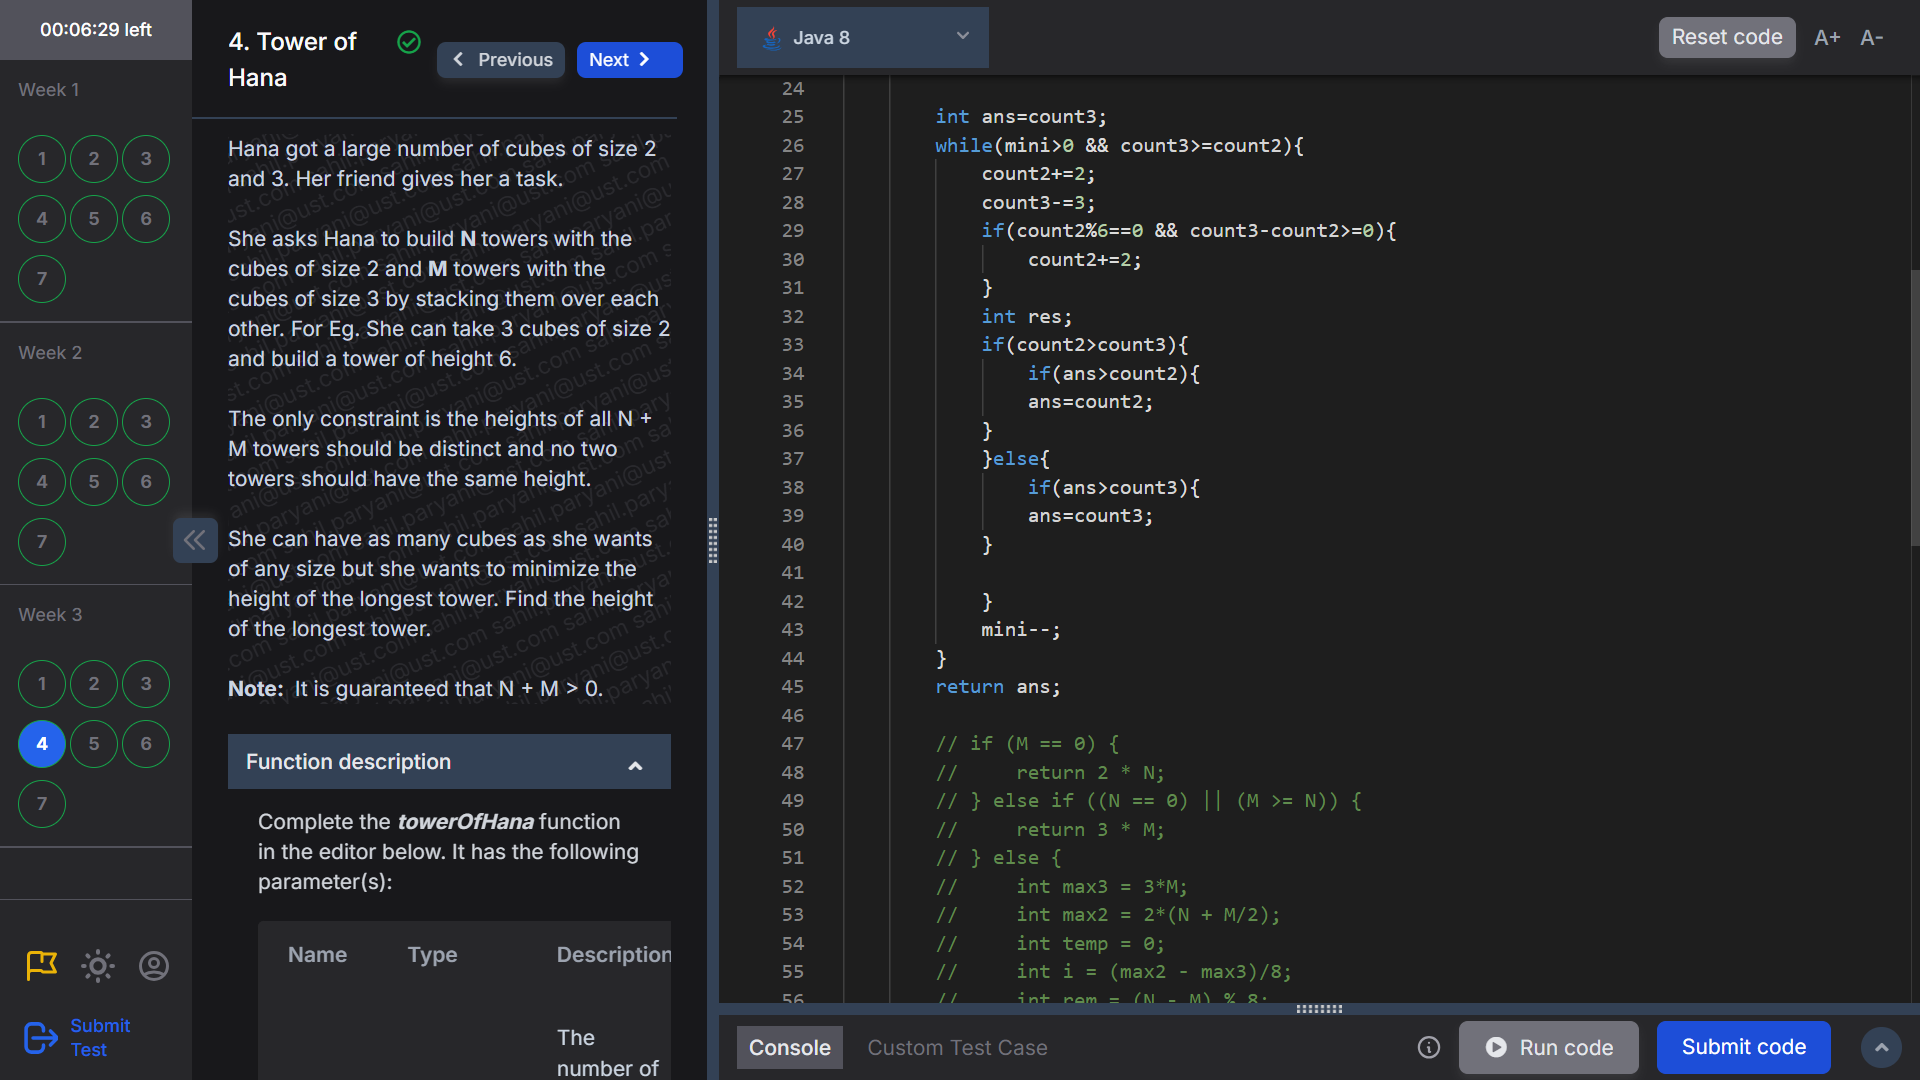 00:06:29 left
Week 1
1 2 3
4 5 6
7
Week 2
1 2 3
4 5 6
7
Week 3
1 2 3
4 5 6
7
Submit
Test
4. Tower of
Hana
Previous
Next
Hana got a large number of cubes of size 2
and 3. Her friend gives her a task.
She asks Hana to build N towers with the
cubes of size 2 and M towers with the
cubes of size 3 by stacking them over each
other. For Eg. She can take 3 cubes of size 2
and build a tower of height 6.
The only constraint is the heights of all N +
M towers should be distinct and no two
towers should have the same height.
She can have as many cubes as she wants
of any size but she wants to minimize the
height of the longest tower. Find the height
of the longest tower.
Note: It is guaranteed that N + M > 0.
Function description
Complete the towerOfHana function
in the editor below. It has the following
parameter(s):
Name Type Description
The
number of
Java 8
Reset code
A+ A-
24
25 int ans=count3;
26 while(mini>0 && count3>=count2){
27 count2+=2;
28 count3-=3;
29 if(count2%6==0 && count3-count2>=0){
30 count2+=2;
31 }
32 int res;
33 if(count2>count3){
34 if(ans>count2){
35 ans=count2;
36 }
37 }else{
38 if(ans>count3){
39 ans=count3;
40 }
41
42 }
43 mini--;
44 }
45 return ans;
46
47 // if (M == 0) {
48 // return 2 * N;
49 // } else if ((N == 0) || (M >= N)) {
50 // return 3 * M;
51 // } else {
52 // int max3 = 3*M;
53 // int max2 = 2*(N + M/2);
54 // int temp = 0;
55 // int i = (max2 - max3)/8;
56 // int rem = (N - M) % 8;
Console
Custom Test Case
Run code
Submit code